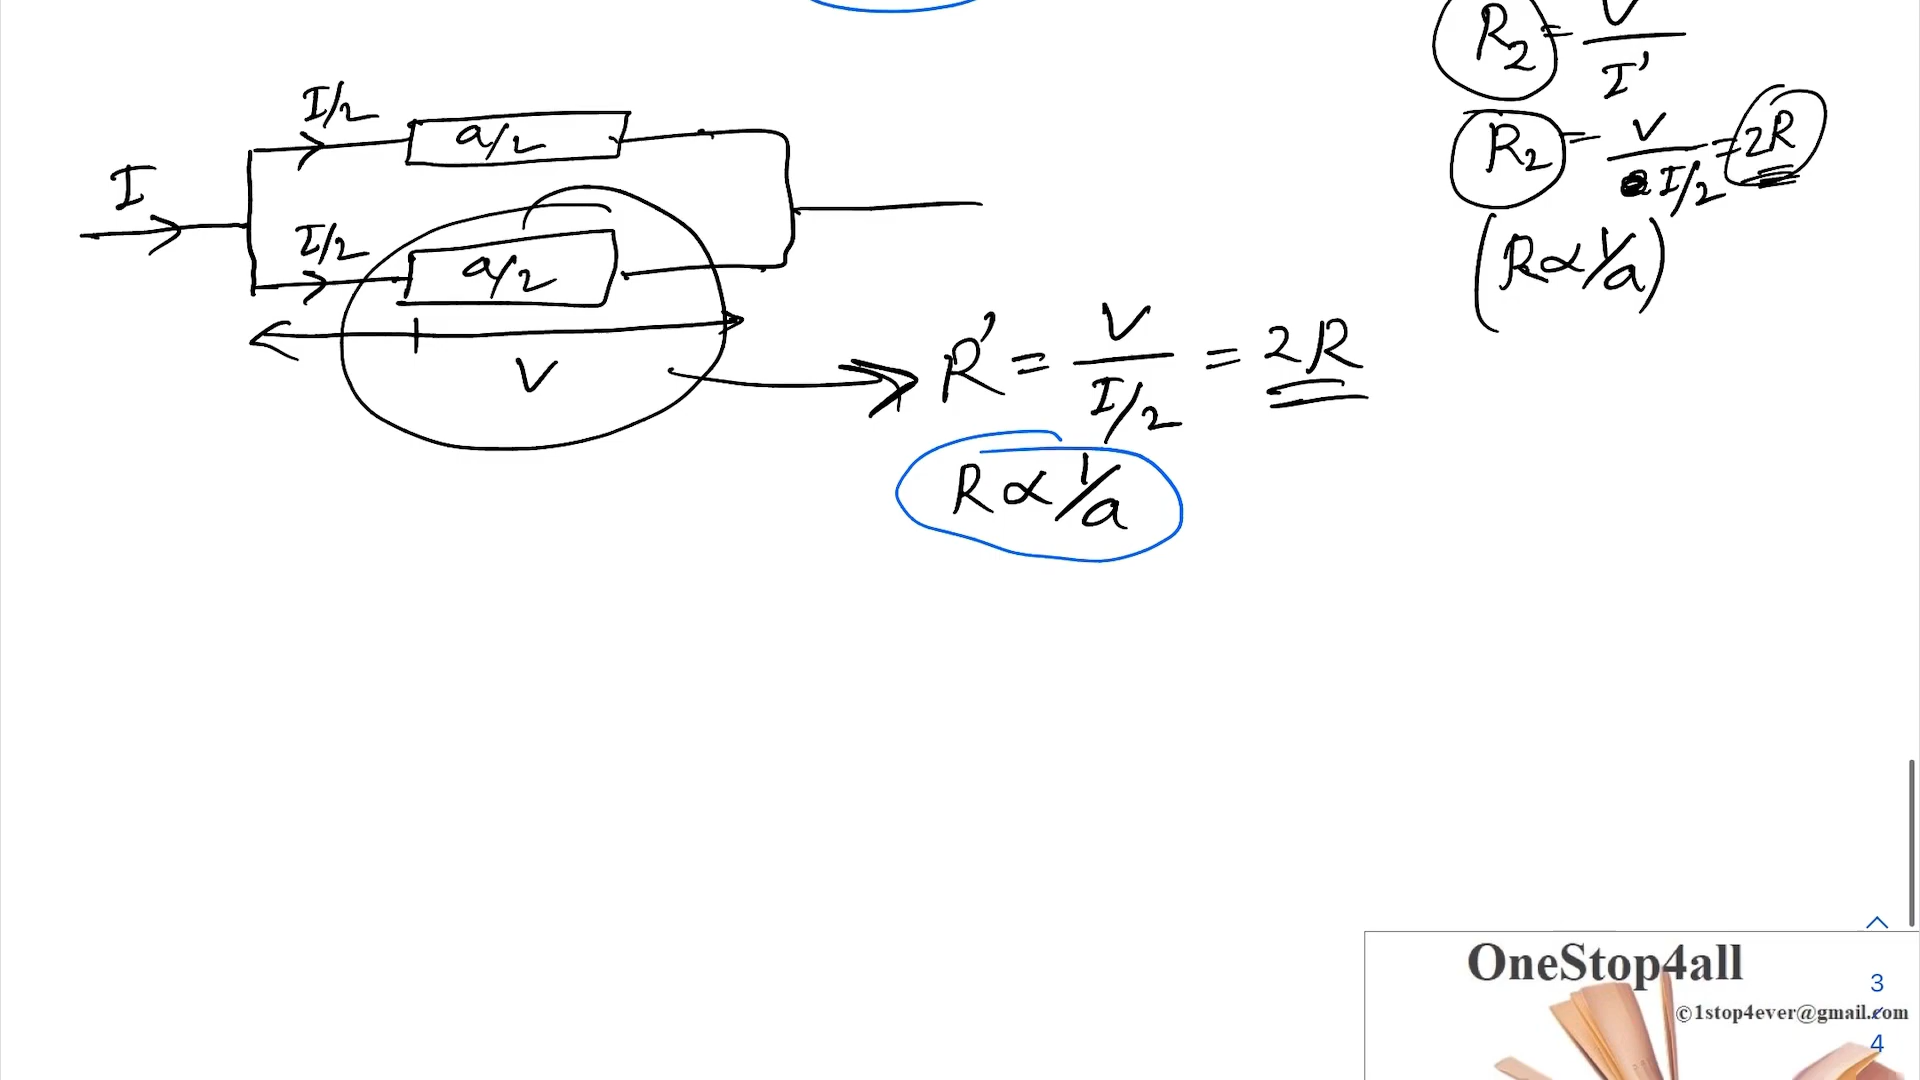 R₂ = V/I'
I/2
a/2
R₂ = V/I/2 = 2R
I
I/2
a/2
(R ∝ 1/a)
V
R' = V/I/2 = 2R
R ∝ 1/a
OneStop4all
3
©1stop4ever@gmail.com
4